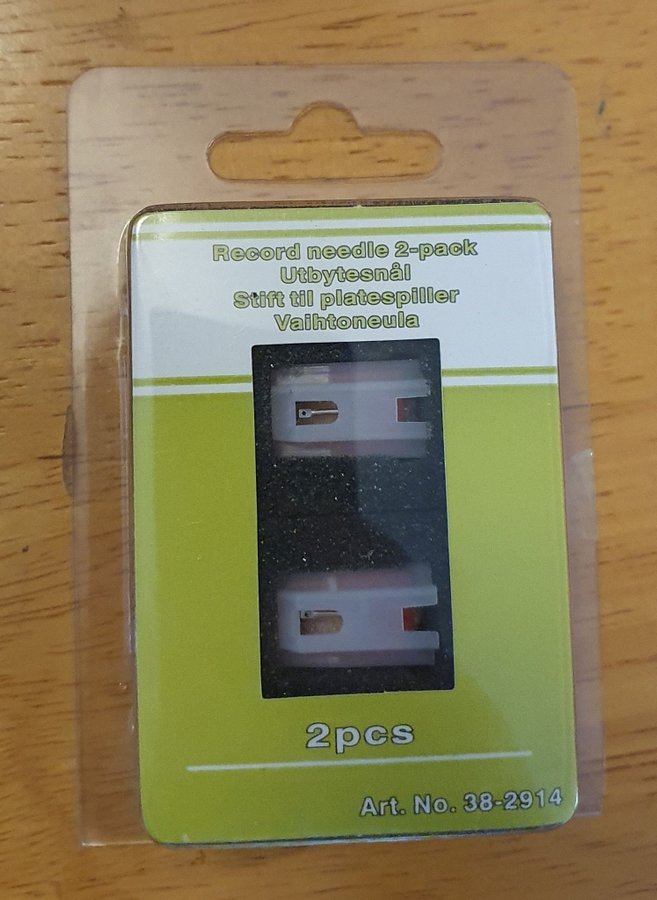 Record needle 2-pack
Utbytesnål
Stift til platespiller
Vaihtoneula
2pcs
Art. No. 38-2914